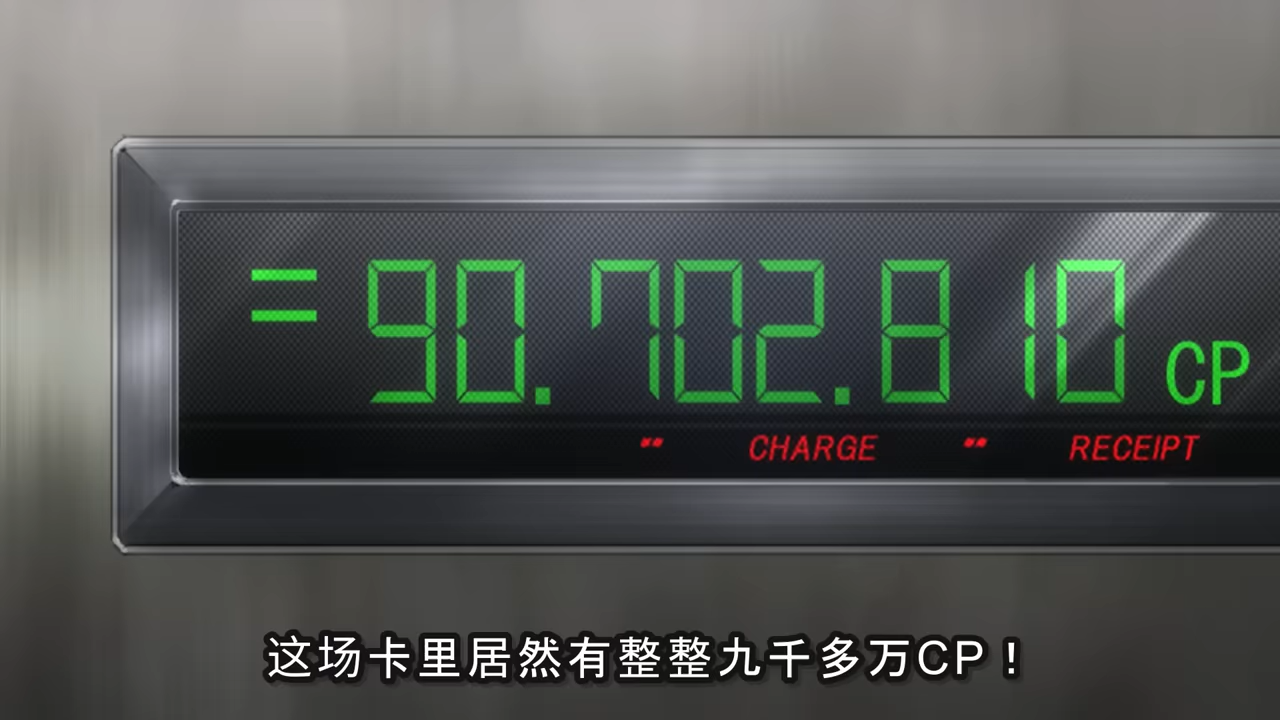 = 90.702.810 CP
" CHARGE " RECEIPT
这场卡里居然有整整九千多万CP！